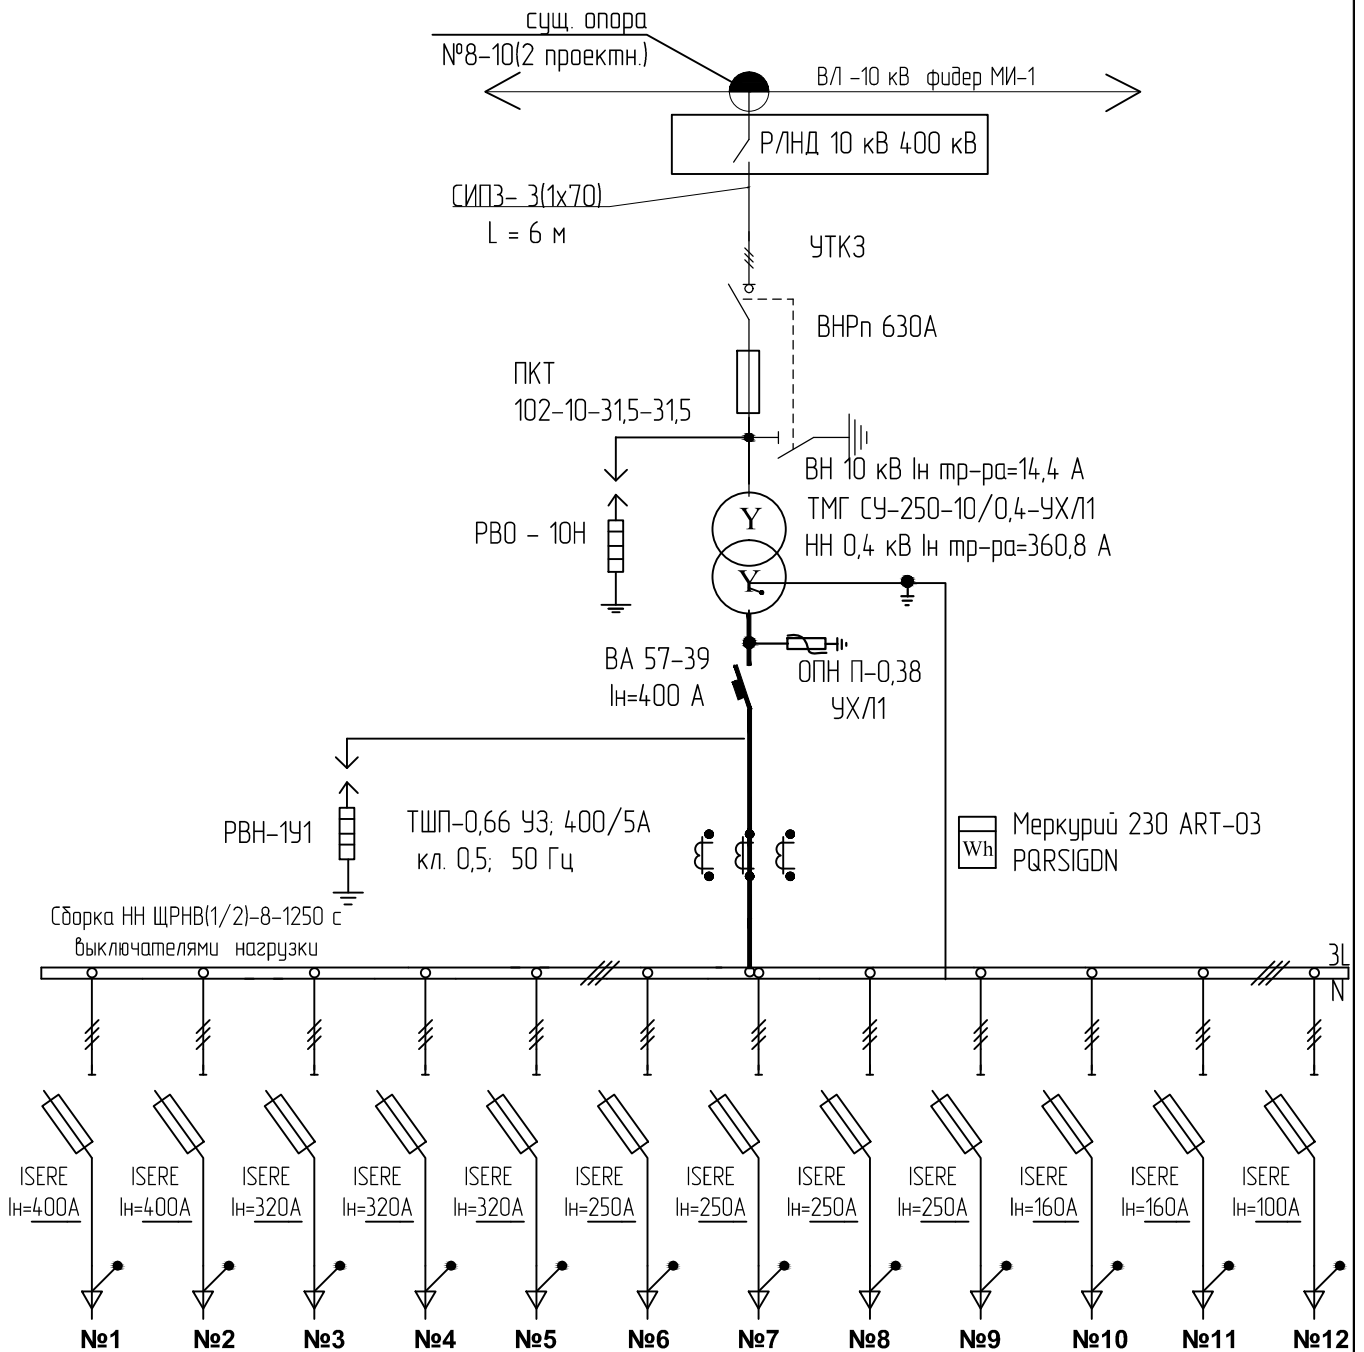 сущ. опора
№8-10(2 проектн.)
ВЛ -10 кВ фидер МИ-1
РЛНД 10 кВ 400 кВ
СИП3- 3(1х70)
L = 6 м
УТКЗ
ВНРп 630А
ПКТ
102-10-31,5-31,5
ВН 10 кВ Iн тр-ра=14,4 А
ТМГ СУ-250-10/0,4-УХЛ1
НН 0,4 кВ Iн тр-ра=360,8 А
РВО - 10Н
Y
Y
ВА 57-39
Iн=400 А
ОПН П-0,38
УХЛ1
РВН-1У1
ТШП-0,66 У3; 400/5А
кл. 0,5; 50 Гц
Wh
Меркурий 230 ART-03
PQRSIGDN
Сборка НН ЩРНВ(1/2)-8-1250 с
выключателями нагрузки
3L
N
ISERE ISERE ISERE ISERE ISERE ISERE ISERE ISERE ISERE ISERE ISERE ISERE
Iн=400А Iн=400А Iн=320А Iн=320А Iн=320А Iн=250А Iн=250А Iн=250А Iн=250А Iн=160А Iн=160А Iн=100А
№1 №2 №3 №4 №5 №6 №7 №8 №9 №10 №11 №12